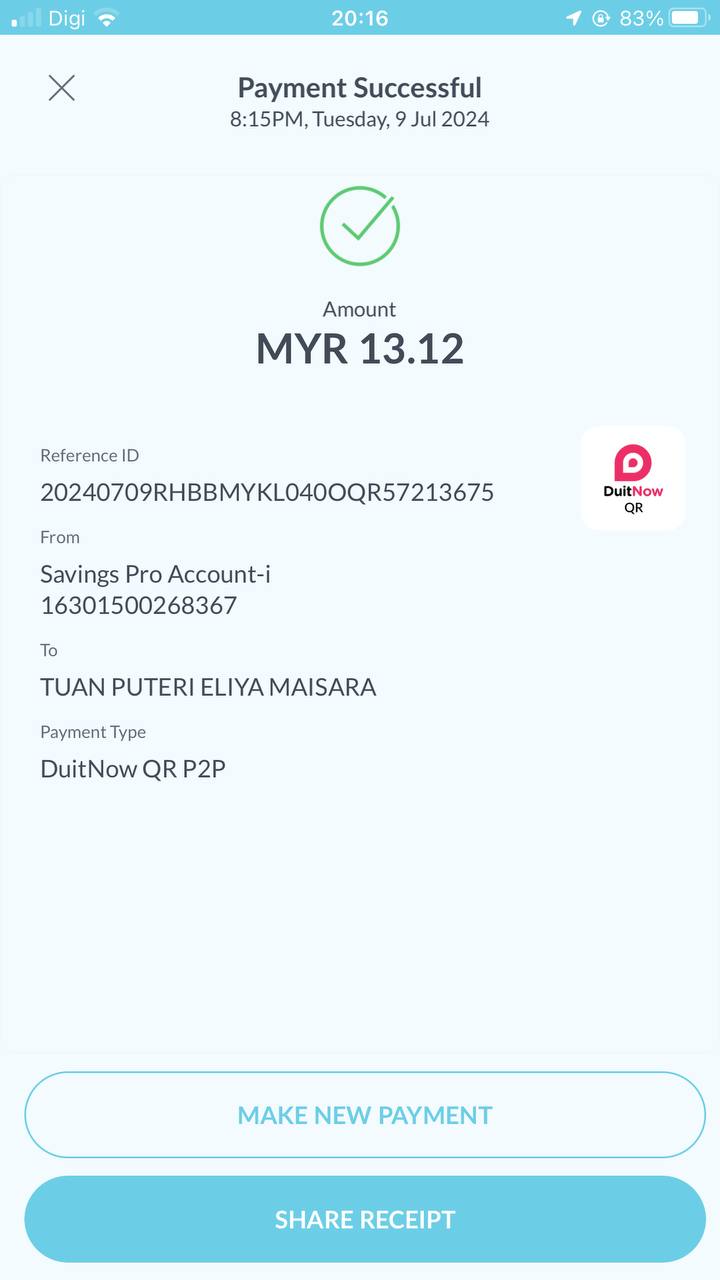 Digi 20:16 83%
Payment Successful
8:15PM, Tuesday, 9 Jul 2024
Amount
MYR 13.12
Reference ID
20240709RHBBMYKL040OQR57213675
DuitNow
QR
From
Savings Pro Account-i
16301500268367
To
TUAN PUTERI ELIYA MAISARA
Payment Type
DuitNow QR P2P
MAKE NEW PAYMENT
SHARE RECEIPT